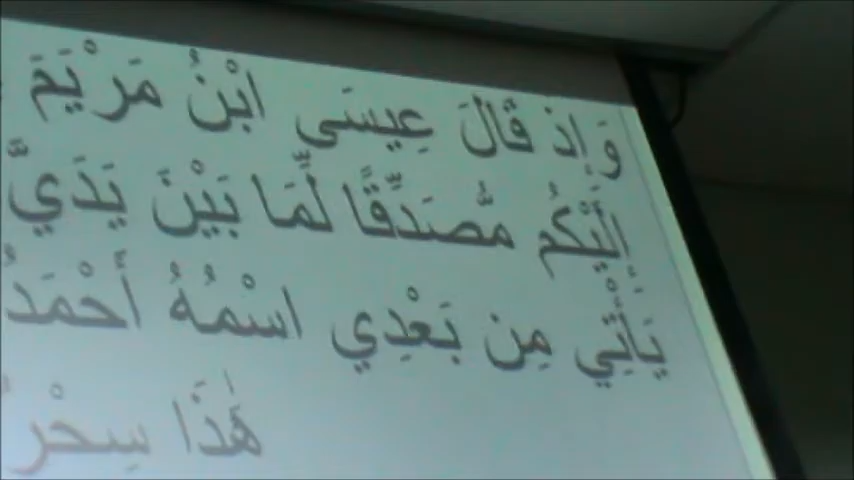 وَإِذْ قَالَ عِيسَى ابْنُ مَرْيَمَ
إِلَيْكُم مُّصَدِّقًا لِّمَا بَيْنَ يَدَيَّ
يَأْتِي مِن بَعْدِي اسْمُهُ أَحْمَدُ
هَٰذَا سِحْرٌ